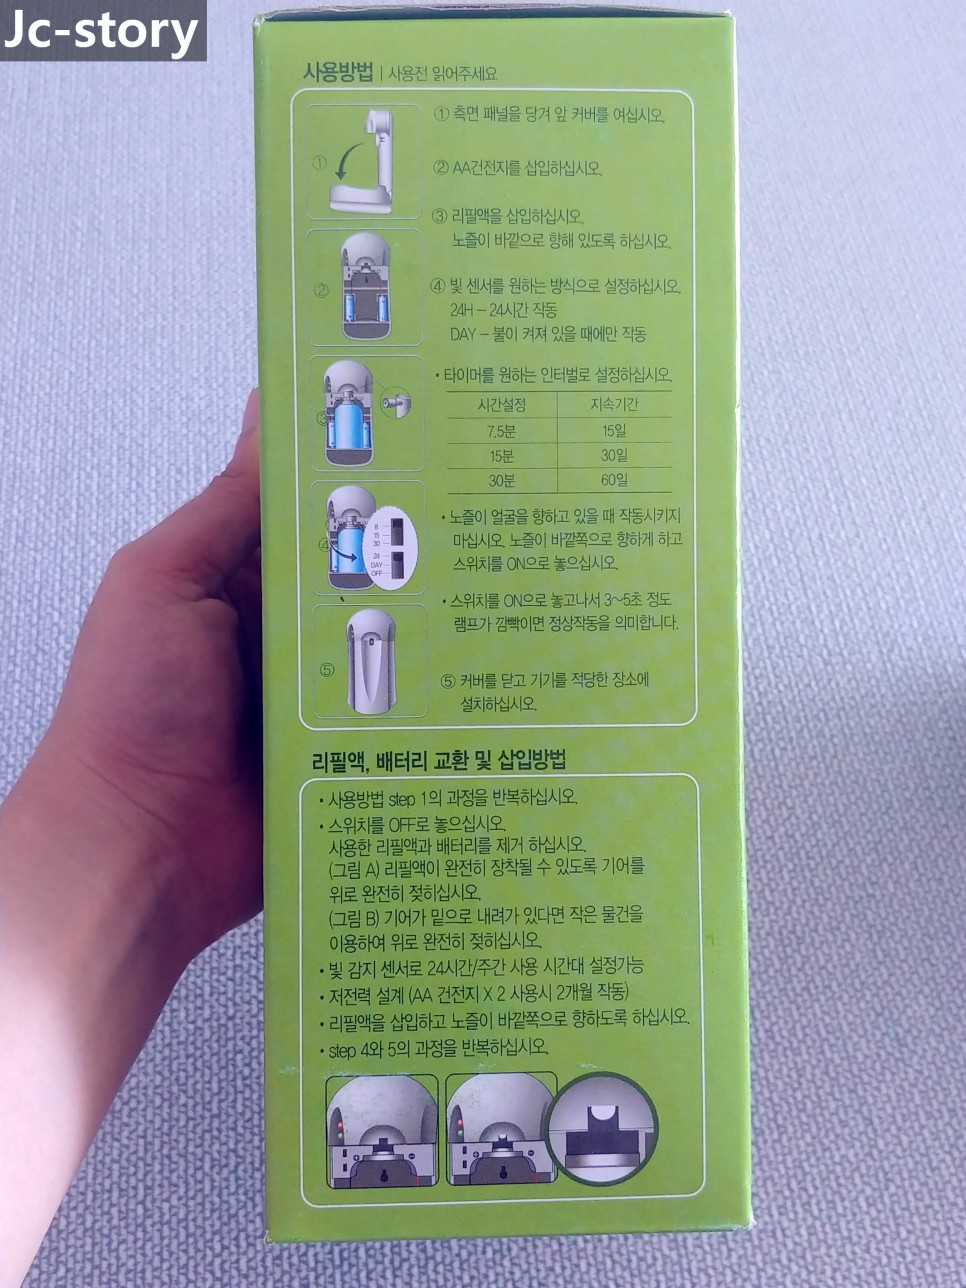 Jc-story
사용방법 | 사용전 읽어주세요
① 측면 패널을 당겨 앞 커버를 여십시오.
② AA건전지를 삽입하십시오.
③ 리필액을 삽입하십시오.
노즐이 바깥으로 향해 있도록 하십시오.
④ 빛 센서를 원하는 방식으로 설정하십시오.
24H – 24시간 작동
DAY – 불이 켜져 있을 때에만 작동
• 타이머를 원하는 인터벌로 설정하십시오.
시간설정 지속기간
7.5분 15일
15분 30일
30분 60일
• 노즐이 얼굴을 향하고 있을 때 작동시키지
마십시오. 노즐이 바깥쪽으로 향하게 하고
스위치를 ON으로 놓으십시오.
• 스위치를 ON으로 놓고나서 3~5초 정도
램프가 깜빡이면 정상작동을 의미합니다.
⑤ 커버를 닫고 기기를 적당한 장소에
설치하십시오.
①
②
③
④
8
15
30
24
DAY
OFF
⑤
리필액, 배터리 교환 및 삽입방법
• 사용방법 step 1의 과정을 반복하십시오.
• 스위치를 OFF로 놓으십시오.
사용한 리필액과 배터리를 제거 하십시오.
(그림 A) 리필액이 완전히 장착될 수 있도록 기어를
위로 완전히 젖히십시오.
(그림 B) 기어가 밑으로 내려가 있다면 작은 물건을
이용하여 위로 완전히 젖히십시오.
• 빛 감지 센서로 24시간/주간 사용 시간대 설정가능
• 저전력 설계 (AA 건전지 X 2 사용시 2개월 작동)
• 리필액을 삽입하고 노즐이 바깥쪽으로 향하도록 하십시오.
• step 4와 5의 과정을 반복하십시오.